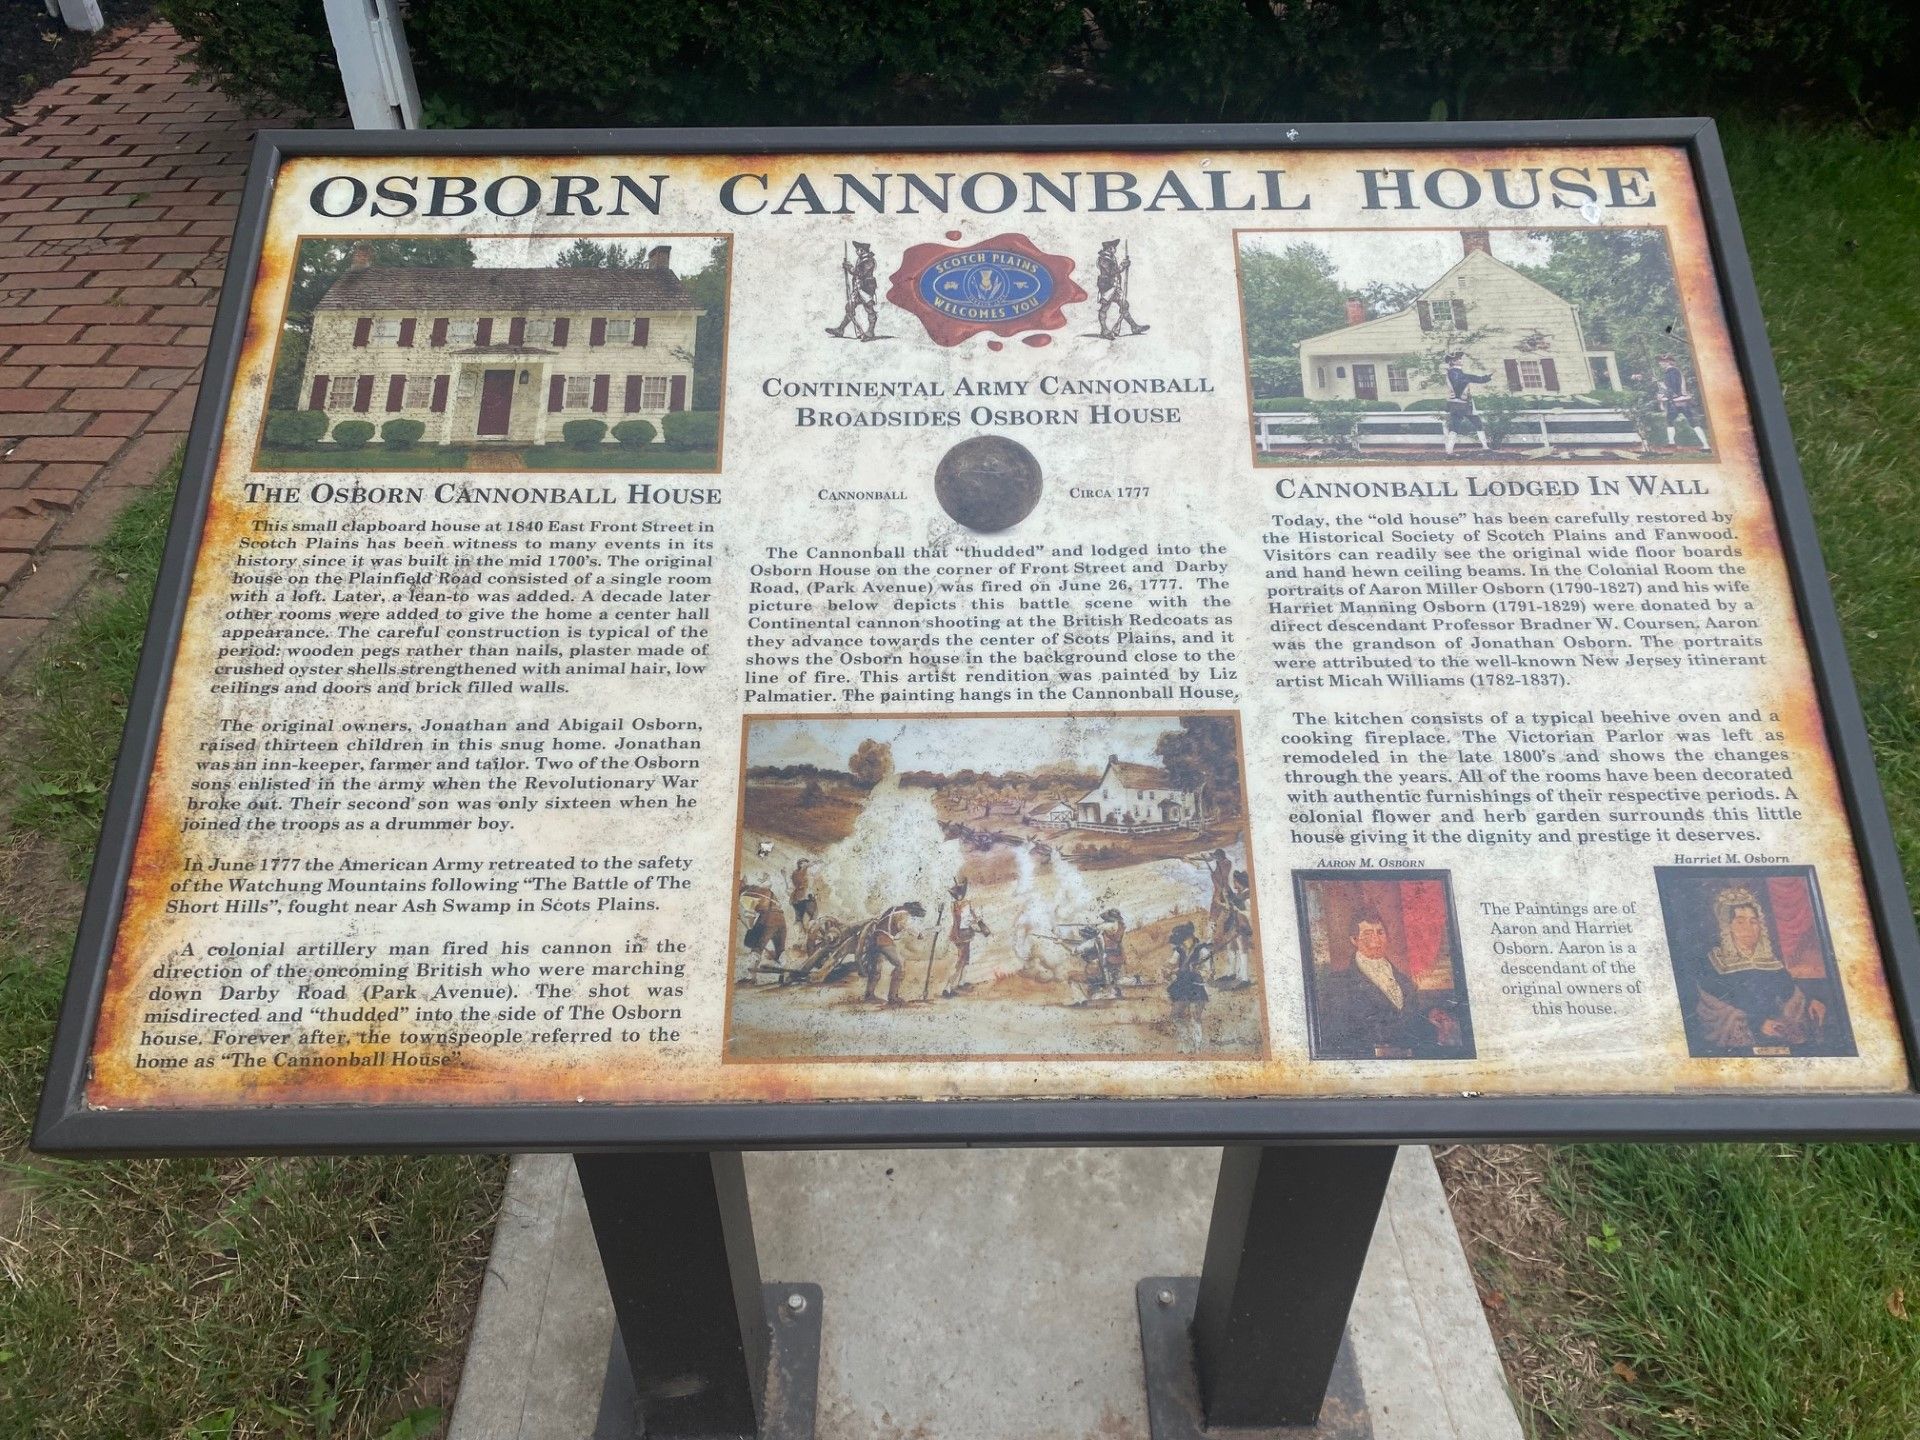 OSBORN CANNONBALL HOUSE
SCOTCH PLAINS
WELCOMES YOU
THE OSBORN CANNONBALL HOUSE
This small clapboard house at 1840 East Front Street in
Scotch Plains has been witness to many events in its
history since it was built in the mid 1700's. The original
house on the Plainfield Road consisted of a single room
with a loft. Later, a lean-to was added. A decade later
other rooms were added to give the home a center hall
appearance. The careful construction is typical of the
period: wooden pegs rather than nails, plaster made of
crushed oyster shells strengthened with animal hair, low
ceilings and doors and brick filled walls.
The original owners, Jonathan and Abigail Osborn,
raised thirteen children in this snug home. Jonathan
was an inn-keeper, farmer and tailor. Two of the Osborn
sons enlisted in the army when the Revolutionary War
broke out. Their second son was only sixteen when he
joined the troops as a drummer boy.
In June 1777 the American Army retreated to the safety
of the Watchung Mountains following "The Battle of The
Short Hills", fought near Ash Swamp in Scots Plains.
A colonial artillery man fired his cannon in the
direction of the oncoming British who were marching
down Darby Road (Park Avenue). The shot was
misdirected and "thudded" into the side of The Osborn
house. Forever after, the townspeople referred to the
home as "The Cannonball House".
CONTINENTAL ARMY CANNONBALL
BROADSIDES OSBORN HOUSE
CANNONBALL CIRCA 1777
The Cannonball that "thudded" and lodged into the
Osborn House on the corner of Front Street and Darby
Road, (Park Avenue) was fired on June 26, 1777. The
picture below depicts this battle scene with the
Continental cannon shooting at the British Redcoats as
they advance towards the center of Scots Plains, and it
shows the Osborn house in the background close to the
line of fire. This artist rendition was painted by Liz
Palmatier. The painting hangs in the Cannonball House.
CANNONBALL LODGED IN WALL
Today, the "old house" has been carefully restored by
the Historical Society of Scotch Plains and Fanwood.
Visitors can readily see the original wide floor boards
and hand hewn ceiling beams. In the Colonial Room the
portraits of Aaron Miller Osborn (1790-1827) and his wife
Harriet Manning Osborn (1791-1829) were donated by a
direct descendant Professor Bradner W. Coursen. Aaron
was the grandson of Jonathan Osborn. The portraits
were attributed to the well-known New Jersey itinerant
artist Micah Williams (1782-1837).
The kitchen consists of a typical beehive oven and a
cooking fireplace. The Victorian Parlor was left as
remodeled in the late 1800's and shows the changes
through the years. All of the rooms have been decorated
with authentic furnishings of their respective periods. A
colonial flower and herb garden surrounds this little
house giving it the dignity and prestige it deserves.
AARON M. OSBORN
Harriet M. Osborn
The Paintings are of
Aaron and Harriet
Osborn. Aaron is a
descendant of the
original owners of
this house.